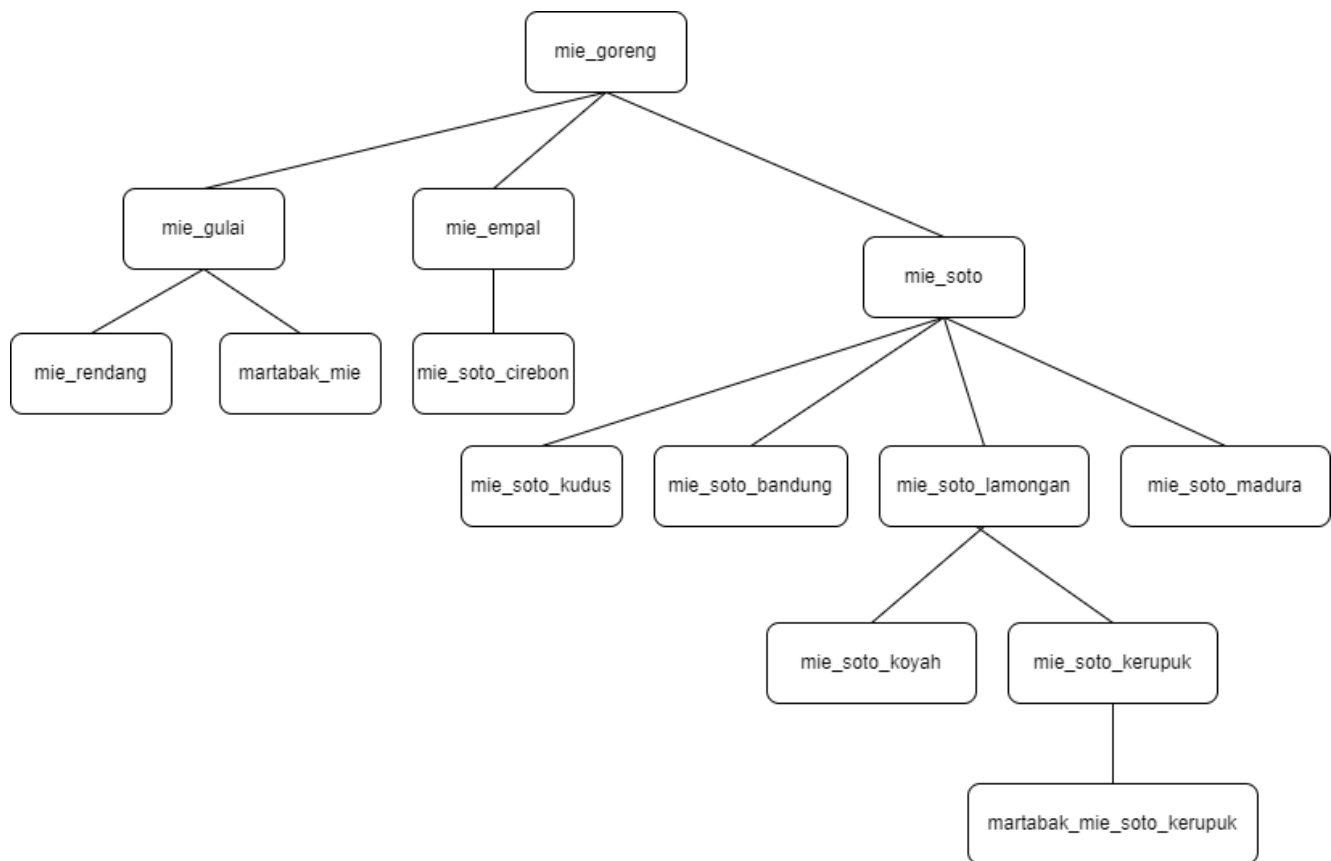 mie_goreng
mie_gulai
mie_empal
mie_soto
mie_rendang
martabak_mie
mie_soto_cirebon
mie_soto_kudus
mie_soto_bandung
mie_soto_lamongan
mie_soto_madura
mie_soto_koyah
mie_soto_kerupuk
martabak_mie_soto_kerupuk